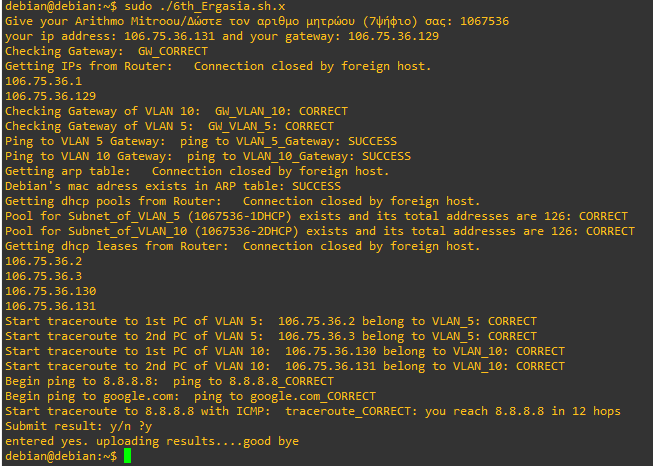 debian@debian:~$ sudo ./6th_Ergasia.sh.x
Give your Arithmo Mitroou/Δώστε τον αριθμο μητρώου (7ψήφιο) σας: 1067536
your ip address: 106.75.36.131 and your gateway: 106.75.36.129
Checking Gateway:  GW_CORRECT
Getting IPs from Router:   Connection closed by foreign host.
106.75.36.1
106.75.36.129
Checking Gateway of VLAN 10:  GW_VLAN_10: CORRECT
Checking Gateway of VLAN 5:  GW_VLAN_5: CORRECT
Ping to VLAN 5 Gateway:  ping to VLAN_5_Gateway: SUCCESS
Ping to VLAN 10 Gateway:  ping to VLAN_10_Gateway: SUCCESS
Getting arp table:   Connection closed by foreign host.
Debian's mac adress exists in ARP table: SUCCESS
Getting dhcp pools from Router:   Connection closed by foreign host.
Pool for Subnet_of_VLAN_5 (1067536-1DHCP) exists and its total addresses are 126: CORRECT
Pool for Subnet_of_VLAN_10 (1067536-2DHCP) exists and its total addresses are 126: CORRECT
Getting dhcp leases from Router:   Connection closed by foreign host.
106.75.36.2
106.75.36.3
106.75.36.130
106.75.36.131
Start traceroute to 1st PC of VLAN 5:  106.75.36.2 belong to VLAN_5: CORRECT
Start traceroute to 2nd PC of VLAN 5:  106.75.36.3 belong to VLAN_5: CORRECT
Start traceroute to 1st PC of VLAN 10:  106.75.36.130 belong to VLAN_10: CORRECT
Start traceroute to 2nd PC of VLAN 10:  106.75.36.131 belong to VLAN_10: CORRECT
Begin ping to 8.8.8.8:  ping to 8.8.8.8_CORRECT
Begin ping to google.com:  ping to google.com_CORRECT
Start traceroute to 8.8.8.8 with ICMP:  traceroute_CORRECT: you reach 8.8.8.8 in 12 hops
Submit result: y/n ?y
entered yes. uploading results....good bye
debian@debian:~$